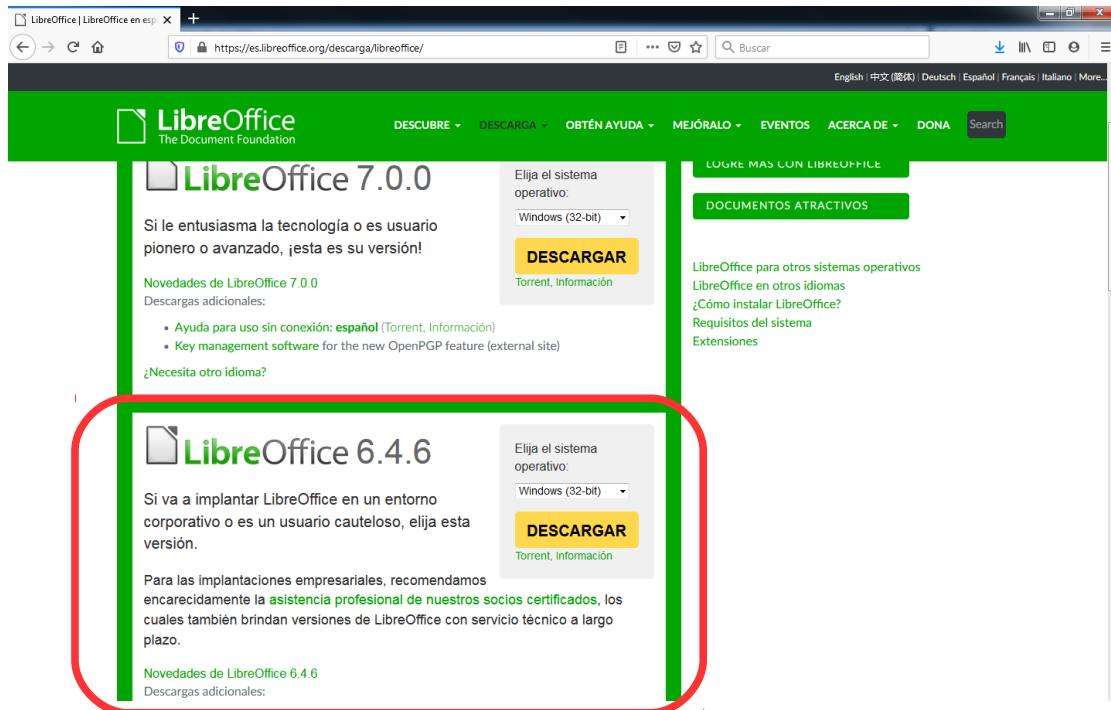 LibreOffice | LibreOffice en esp
https://es.libreoffice.org/descarga/libreoffice/
Buscar
English | 中文 (简体) | Deutsch | Español | Français | Italiano | More...
LibreOffice
The Document Foundation
DESCUBRE
DESCARGA
OBTÉN AYUDA
MEJÓRALO
EVENTOS
ACERCA DE
DONA
Search
LibreOffice 7.0.0
Si le entusiasma la tecnología o es usuario
pionero o avanzado, ¡esta es su versión!
Novedades de LibreOffice 7.0.0
Descargas adicionales:
• Ayuda para uso sin conexión: español (Torrent, Información)
• Key management software for the new OpenPGP feature (external site)
¿Necesita otro idioma?
Elija el sistema
operativo:
Windows (32-bit)
DESCARGAR
Torrent, Información
LOGRE MÁS CON LIBREOFFICE
DOCUMENTOS ATRACTIVOS
LibreOffice para otros sistemas operativos
LibreOffice en otros idiomas
¿Cómo instalar LibreOffice?
Requisitos del sistema
Extensiones
LibreOffice 6.4.6
Si va a implantar LibreOffice en un entorno
corporativo o es un usuario cauteloso, elija esta
versión.
Elija el sistema
operativo:
Windows (32-bit)
DESCARGAR
Torrent, Información
Para las implantaciones empresariales, recomendamos
encarecidamente la asistencia profesional de nuestros socios certificados, los
cuales también brindan versiones de LibreOffice con servicio técnico a largo
plazo.
Novedades de LibreOffice 6.4.6
Descargas adicionales: